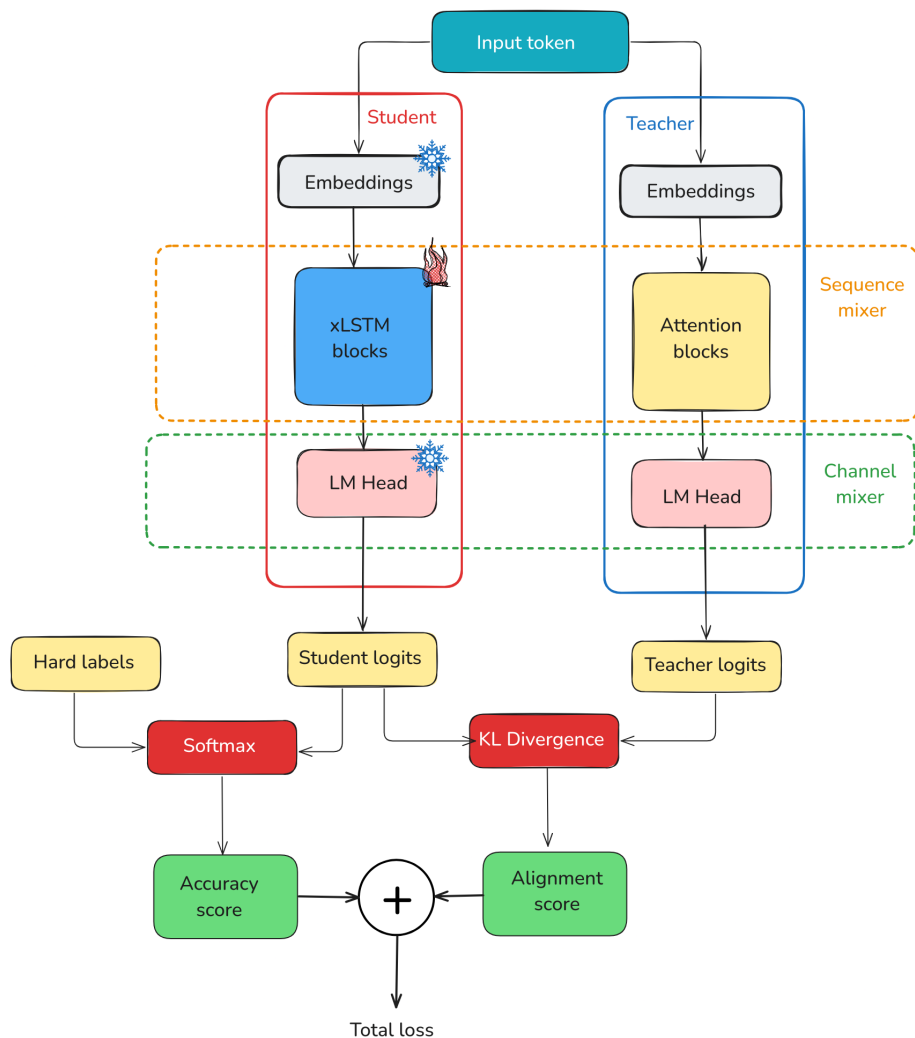 Input token
Student
Teacher
Embeddings
Embeddings
Sequence
mixer
xLSTM
blocks
Attention
blocks
Channel
mixer
LM Head
LM Head
Hard labels
Student logits
Teacher logits
Softmax
KL Divergence
Accuracy
score
+
Alignment
score
Total loss